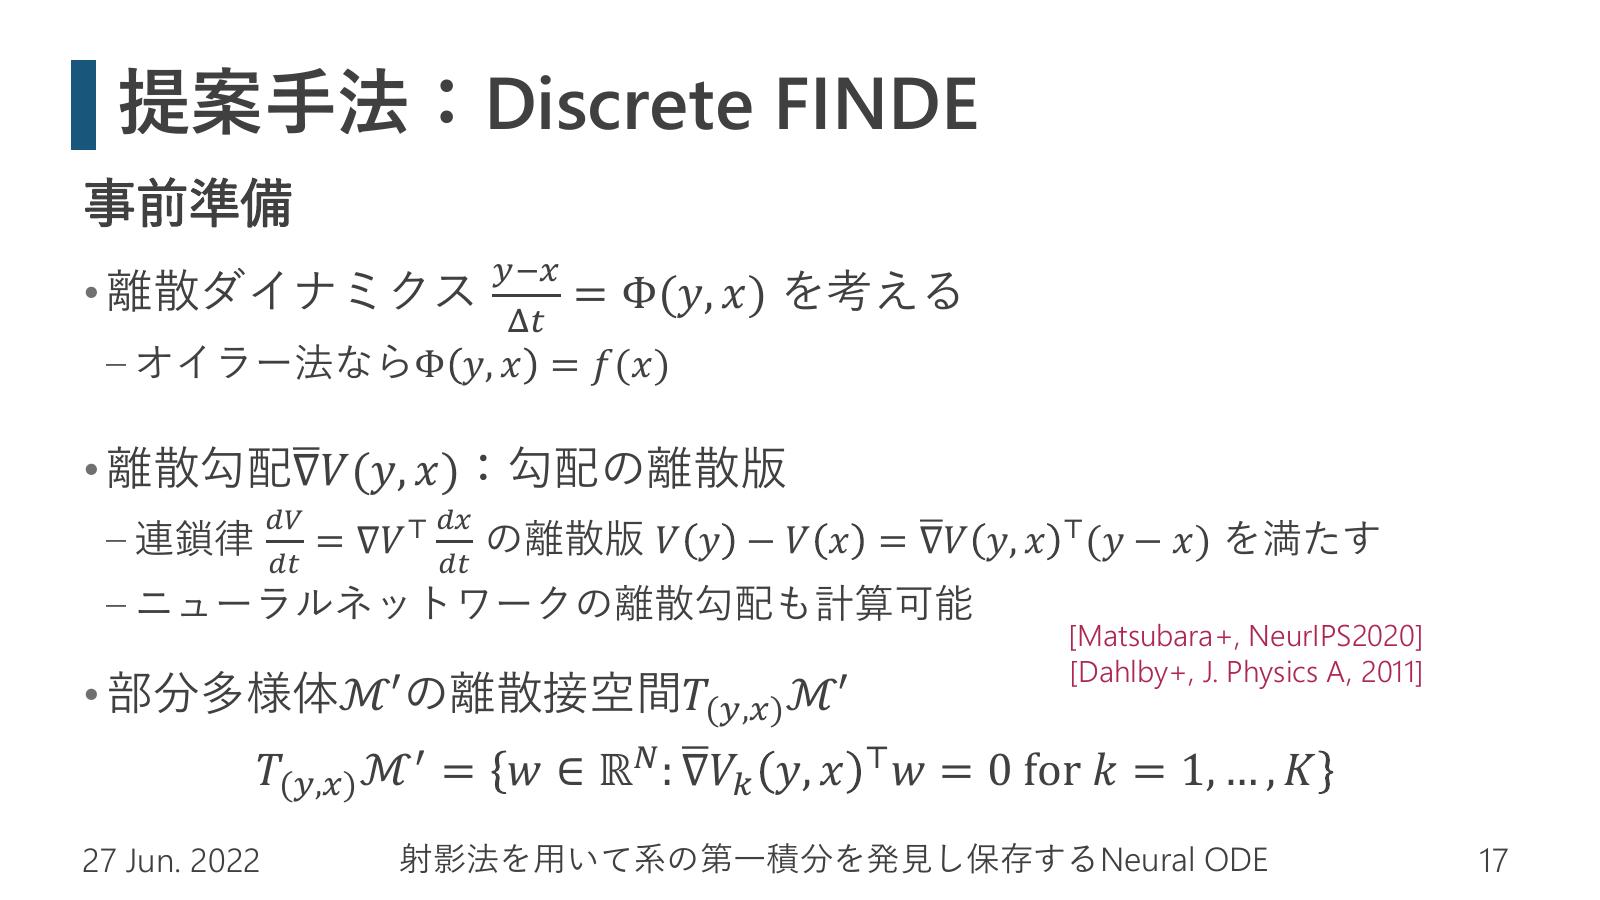 提案手法：Discrete FINDE
事前準備
•離散ダイナミクス $\frac{y-x}{\Delta t} = \Phi(y, x)$ を考える
– オイラー法なら$\Phi(y, x) = f(x)$
•離散勾配$\overline{\nabla}V(y, x)$：勾配の離散版
– 連鎖律 $\frac{dV}{dt} = \nabla V^\top \frac{dx}{dt}$ の離散版 $V(y) - V(x) = \overline{\nabla}V(y, x)^\top (y - x)$ を満たす
– ニューラルネットワークの離散勾配も計算可能
[Matsubara+, NeurIPS2020]
[Dahlby+, J. Physics A, 2011]
•部分多様体$\mathcal{M}'$の離散接空間$T_{(y,x)}\mathcal{M}'$
$T_{(y,x)}\mathcal{M}' = \{w \in \mathbb{R}^N : \overline{\nabla}V_k(y, x)^\top w = 0 \text{ for } k = 1, \ldots, K\}$
27 Jun. 2022 射影法を用いて系の第一積分を発見し保存するNeural ODE 17